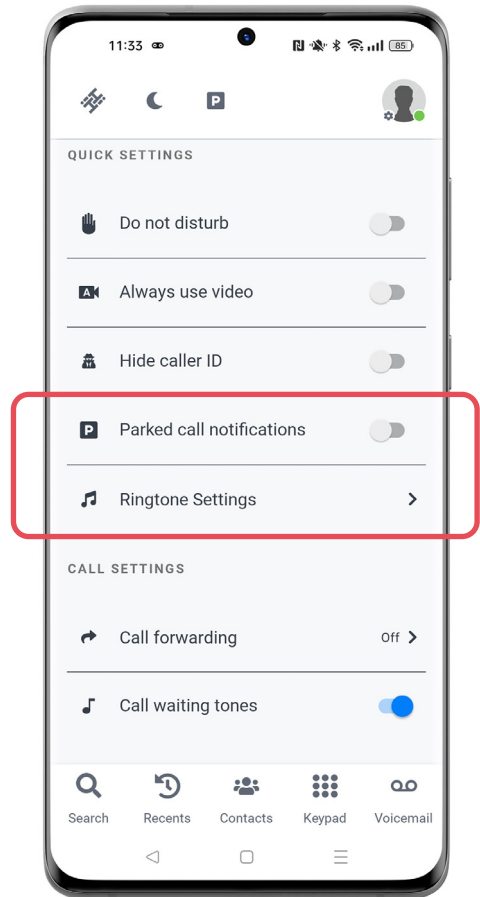 11:33 85
P
QUICK SETTINGS
Do not disturb
A Always use video
Hide caller ID
P Parked call notifications
Ringtone Settings
CALL SETTINGS
Call forwarding Off
Call waiting tones
Search Recents Contacts Keypad Voicemail